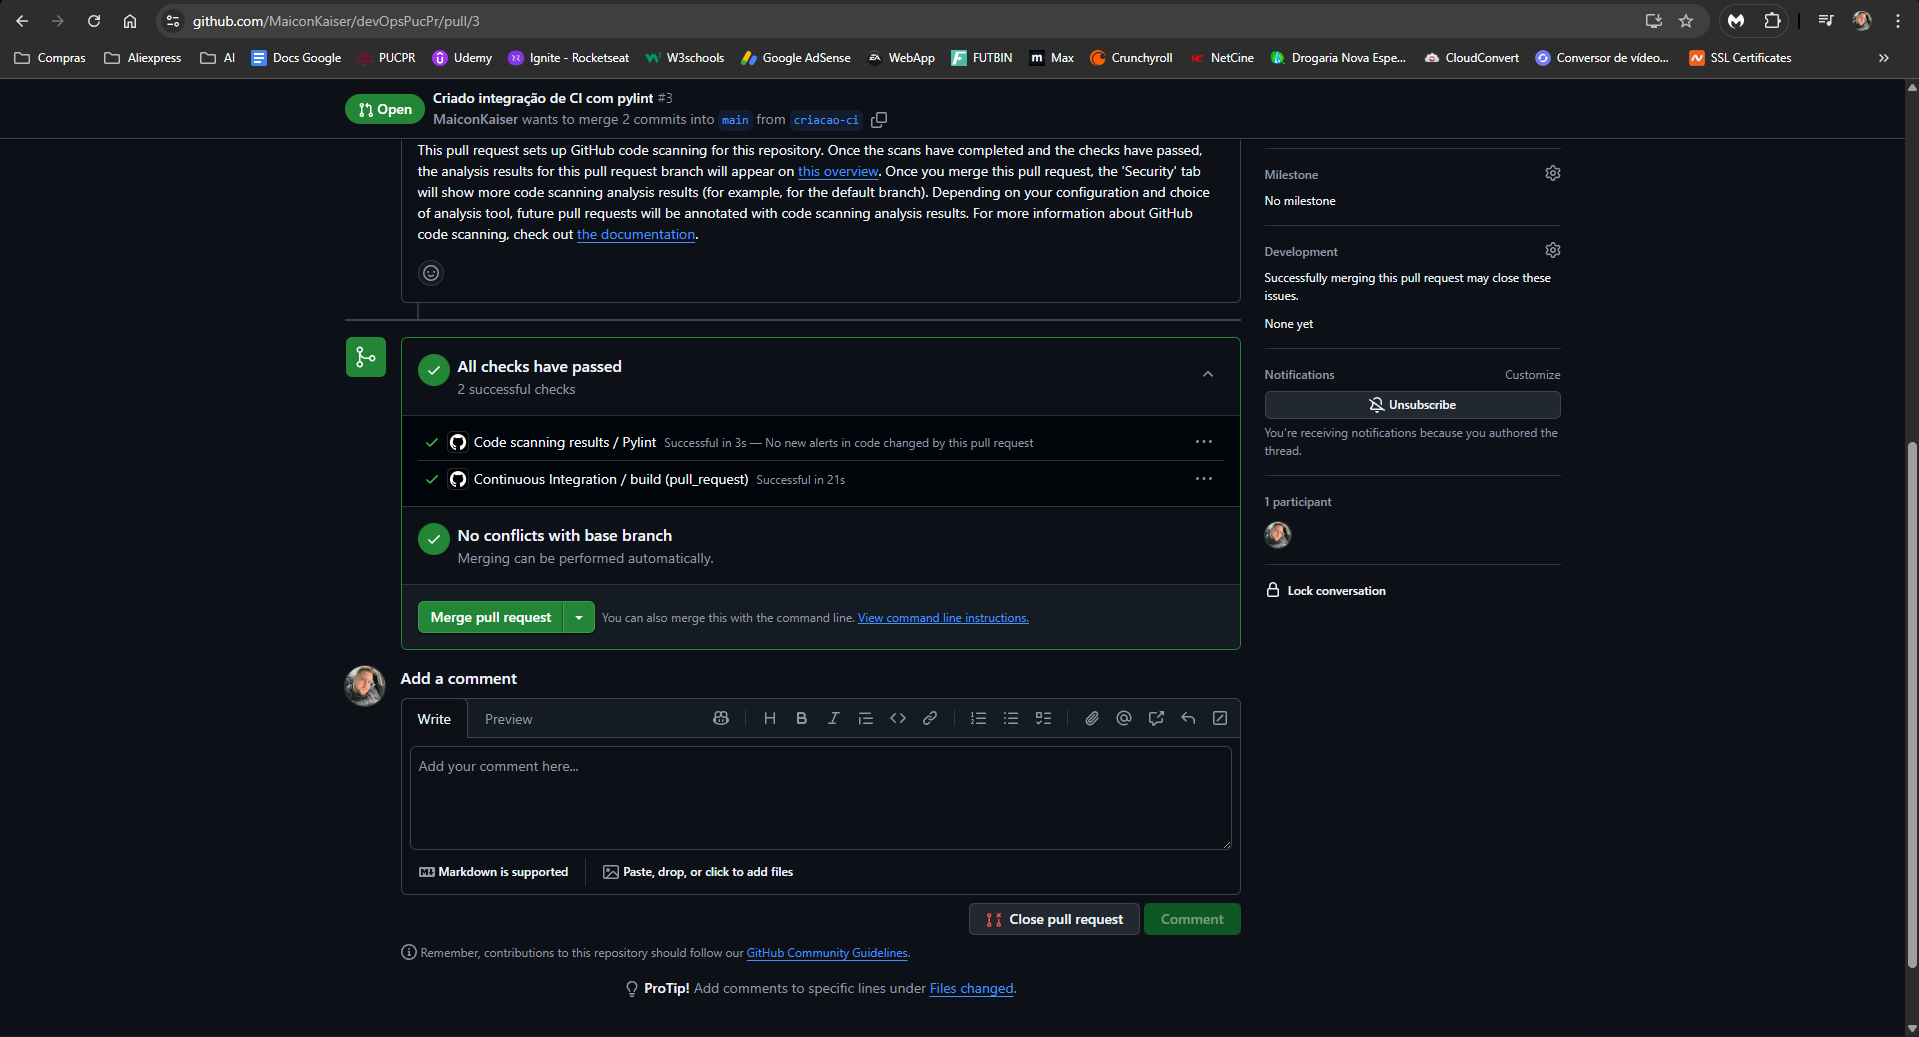 github.com/MaiconKaiser/devOpsPucPr/pull/3
Compras Aliexpress AI Docs Google PUCPR Udemy Ignite - Rocketseat W3schools Google AdSense WebApp FUTBIN Max Crunchyroll NetCine Drogaria Nova Espe... CloudConvert Conversor de vídeo... SSL Certificates »
Open
Criado integração de CI com pylint #3
MaiconKaiser wants to merge 2 commits into main from criacao-ci
This pull request sets up GitHub code scanning for this repository. Once the scans have completed and the checks have passed,
the analysis results for this pull request branch will appear on this overview. Once you merge this pull request, the 'Security' tab
will show more code scanning analysis results (for example, for the default branch). Depending on your configuration and choice
of analysis tool, future pull requests will be annotated with code scanning analysis results. For more information about GitHub
code scanning, check out the documentation.
All checks have passed
2 successful checks
Code scanning results / Pylint Successful in 3s — No new alerts in code changed by this pull request
Continuous Integration / build (pull_request) Successful in 21s
No conflicts with base branch
Merging can be performed automatically.
Merge pull request You can also merge this with the command line. View command line instructions.
Add a comment
Write Preview
Add your comment here...
Markdown is supported Paste, drop, or click to add files
Close pull request Comment
Remember, contributions to this repository should follow our GitHub Community Guidelines.
ProTip! Add comments to specific lines under Files changed.
Milestone
No milestone
Development
Successfully merging this pull request may close these
issues.
None yet
Notifications Customize
Unsubscribe
You're receiving notifications because you authored the
thread.
1 participant
Lock conversation